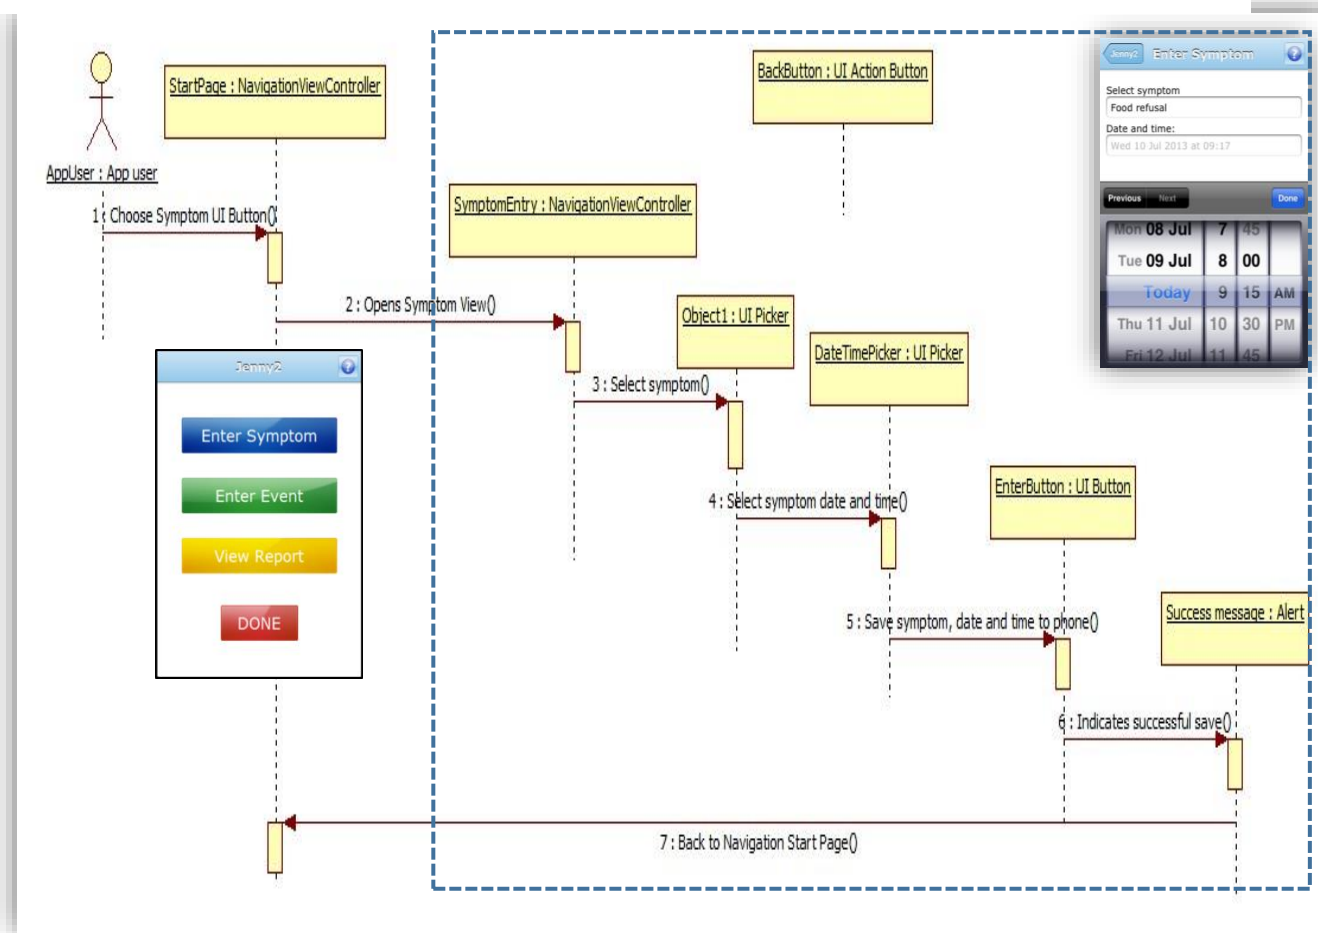 AppUser : App user
StartPage : NavigationViewController
BackButton : UI Action Button
SymptomEntry : NavigationViewController
Object1 : UI Picker
DateTimePicker : UI Picker
EnterButton : UI Button
Success message : Alert
1 : Choose Symptom UI Button()
2 : Opens Symptom View()
3 : Select symptom()
4 : Select symptom date and time()
5 : Save symptom, date and time to phone()
6 : Indicates successful save()
7 : Back to Navigation Start Page()
Jenny2 ?
Enter Symptom
Enter Event
View Report
DONE
Jenny2 Enter Symptom ?
Select symptom
Food refusal
Date and time:
Wed 10 Jul 2013 at 09:17
Previous Next Done
Mon 08 Jul 7 45
Tue 09 Jul 8 00
Today 9 15 AM
Thu 11 Jul 10 30 PM
Fri 12 Jul 11 45